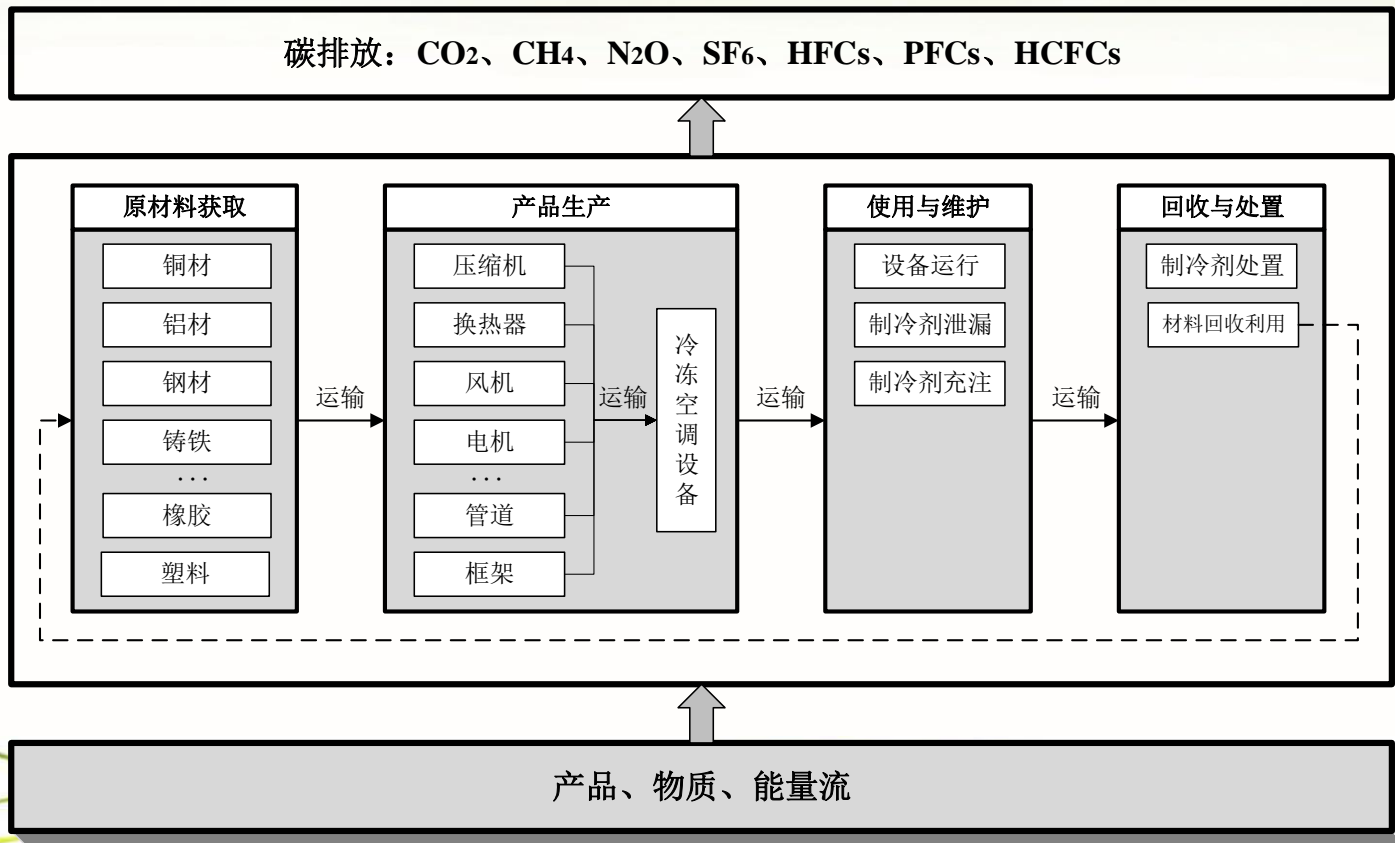 碳排放：CO2、CH4、N2O、SF6、HFCs、PFCs、HCFCs
原材料获取
铜材
铝材
钢材
铸铁
...
橡胶
塑料
运输
产品生产
压缩机
换热器
风机
电机
...
管道
框架
运输
冷冻空调设备
运输
使用与维护
设备运行
制冷剂泄漏
制冷剂充注
运输
回收与处置
制冷剂处置
材料回收利用
产品、物质、能量流